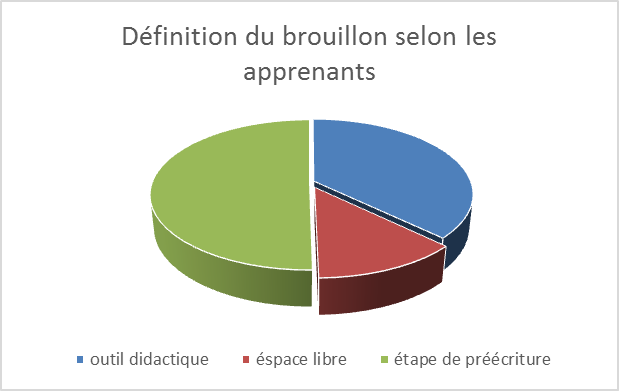 Définition du brouillon selon les
apprenants
outil didactique éspace libre étape de préécriture